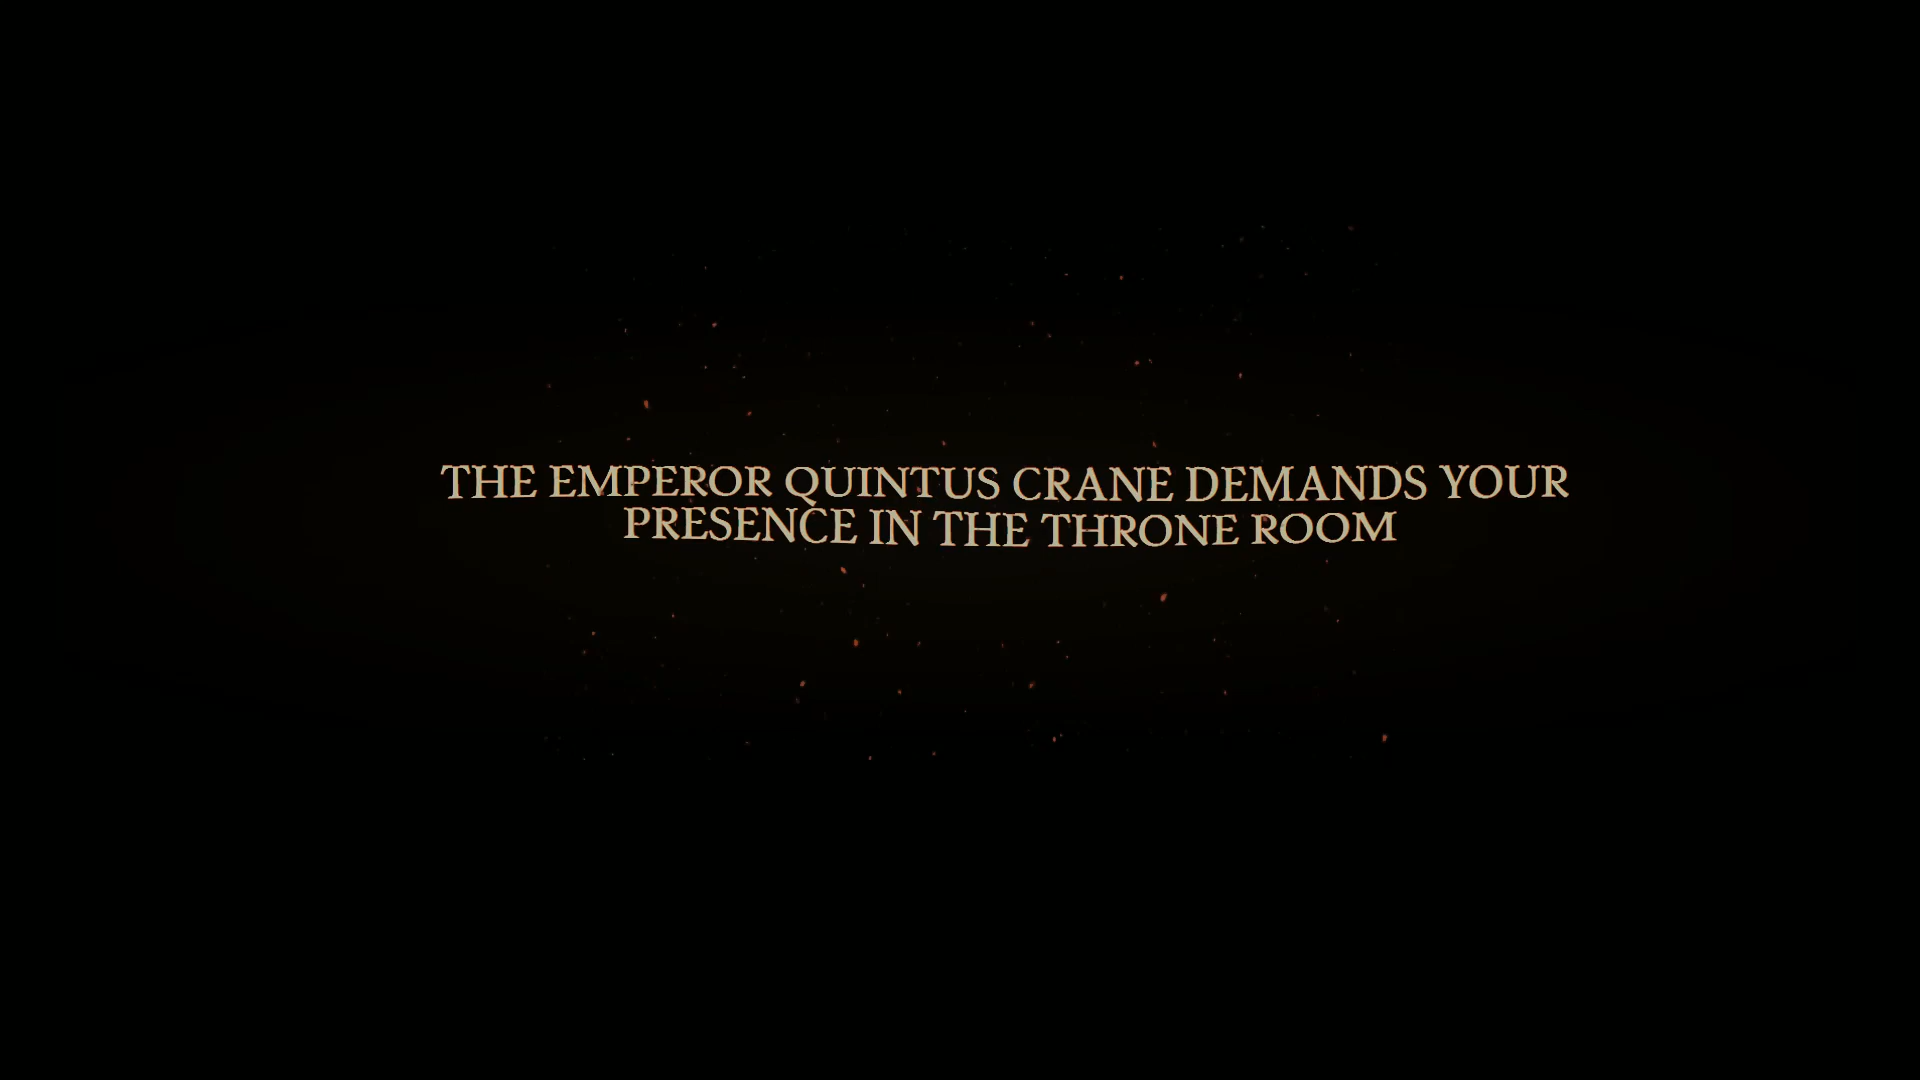 THE EMPEROR QUINTUS CRANE DEMANDS YOUR
PRESENCE IN THE THRONE ROOM